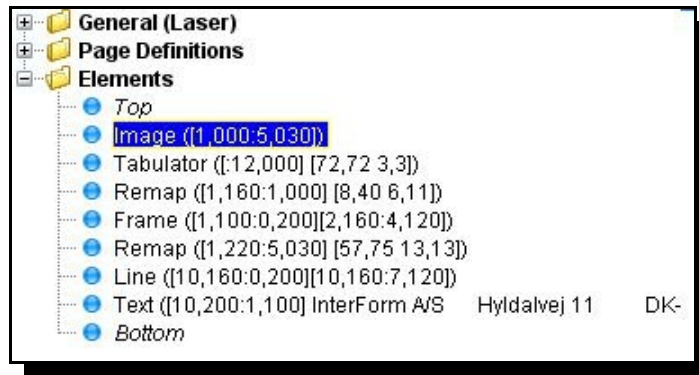 General (Laser)
Page Definitions
Elements
Top
Image ([1,000:5,030])
Tabulator ([:12,000] [72,72 3,3])
Remap ([1,160:1,000] [8,40 6,11])
Frame ([1,100:0,200][2,160:4,120])
Remap ([1,220:5,030] [57,75 13,13])
Line ([10,160:0,200][10,160:7,120])
Text ([10,200:1,100] InterForm A/S Hyldalvej 11 DK-
Bottom